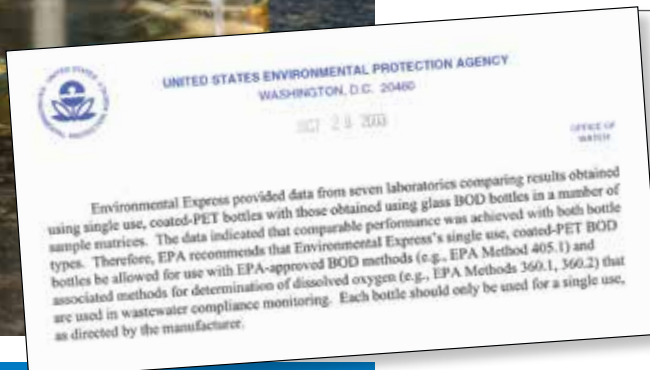 UNITED STATES ENVIRONMENTAL PROTECTION AGENCY
WASHINGTON, D.C. 20460
OCT 28 2003
OFFICE OF
WATER
Environmental Express provided data from seven laboratories comparing results obtained
using single use, coated-PET bottles with those obtained using glass BOD bottles in a number of
sample matrices. The data indicated that comparable performance was achieved with both bottle
types. Therefore, EPA recommends that Environmental Express's single use, coated-PET BOD
bottles be allowed for use with EPA-approved BOD methods (e.g., EPA Method 405.1) and
associated methods for determination of dissolved oxygen (e.g., EPA Methods 360.1, 360.2) that
are used in wastewater compliance monitoring. Each bottle should only be used for a single use,
as directed by the manufacturer.